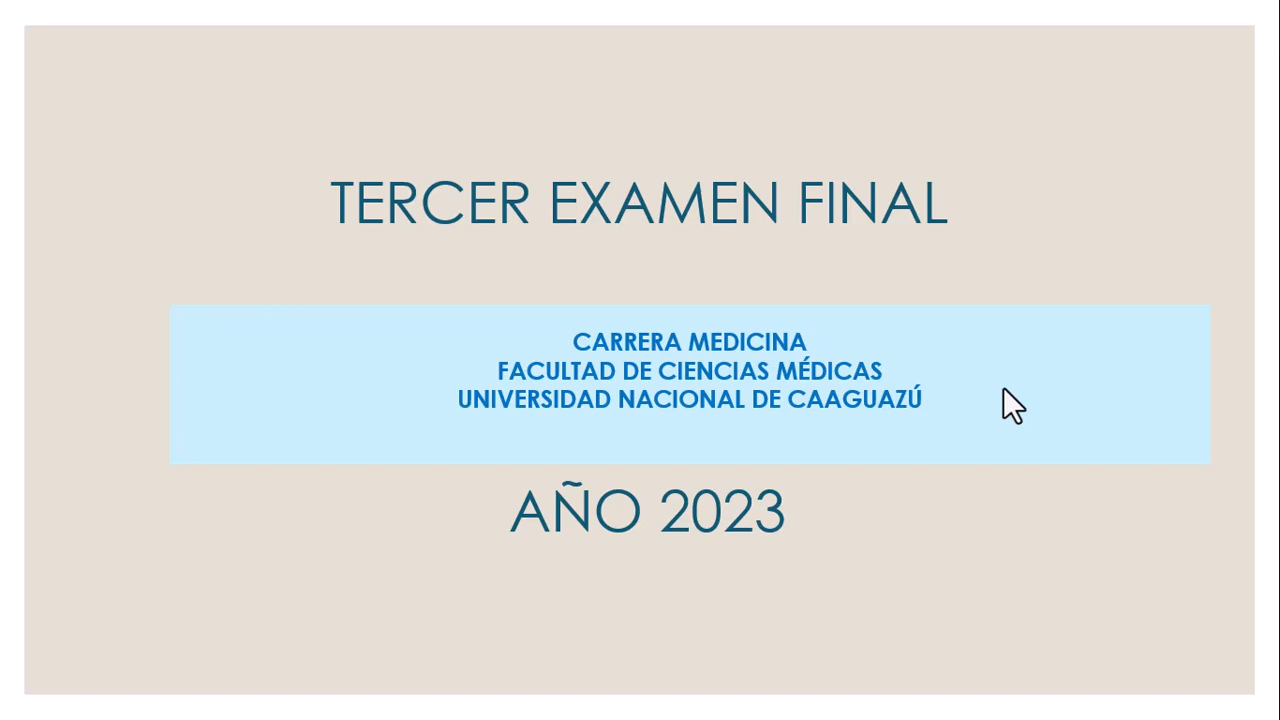 TERCER EXAMEN FINAL
CARRERA MEDICINA
FACULTAD DE CIENCIAS MÉDICAS
UNIVERSIDAD NACIONAL DE CAAGUAZÚ
AÑO 2023